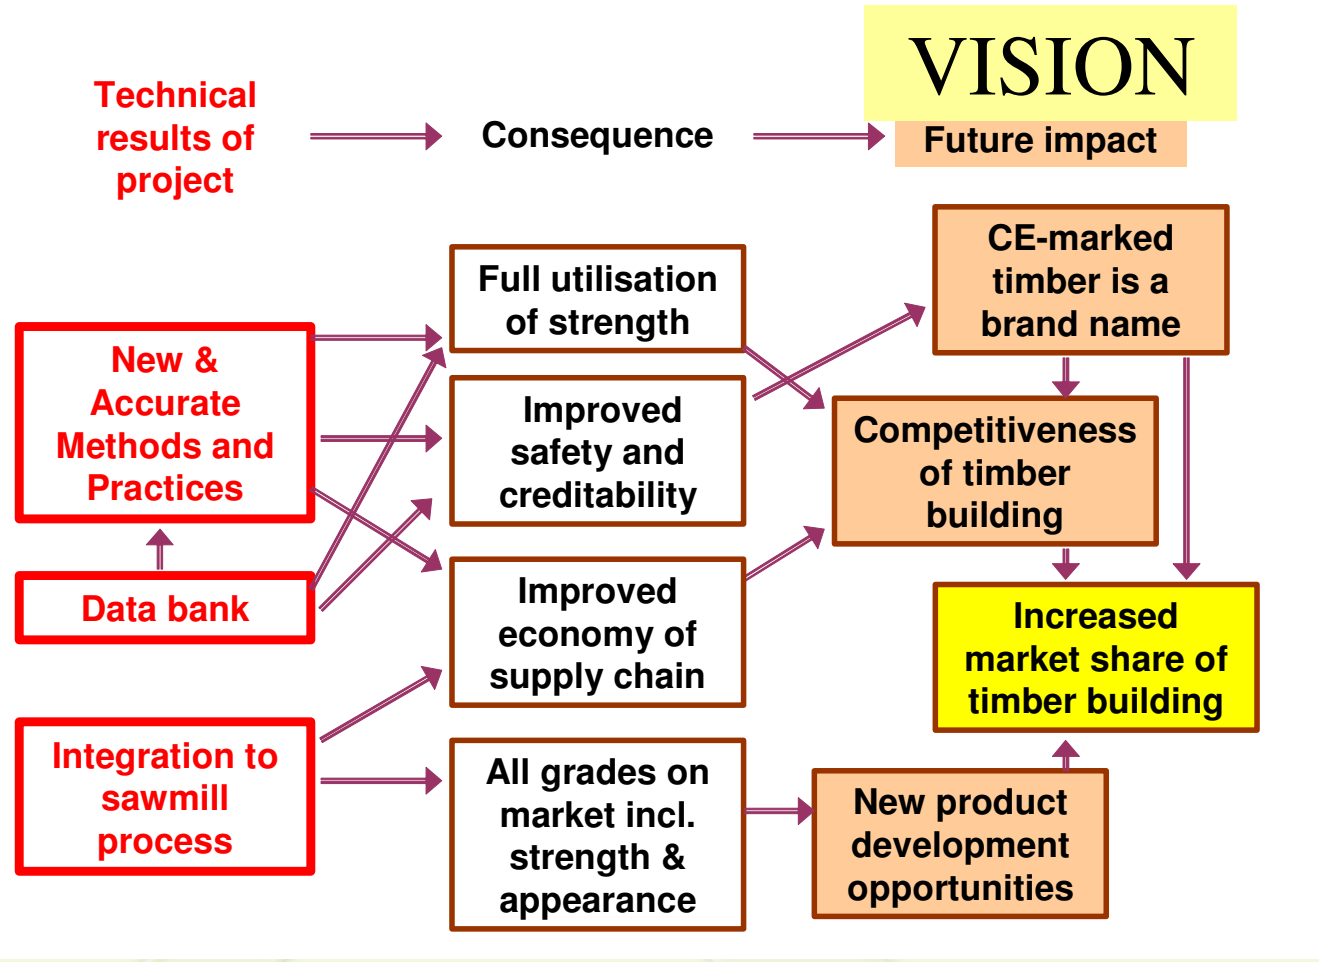 VISION
Technical
results of
project
Consequence
Future impact
New &
Accurate
Methods and
Practices
Data bank
Integration to
sawmill
process
Full utilisation
of strength
Improved
safety and
creditability
Improved
economy of
supply chain
All grades on
market incl.
strength &
appearance
CE-marked
timber is a
brand name
Competitiveness
of timber
building
Increased
market share of
timber building
New product
development
opportunities